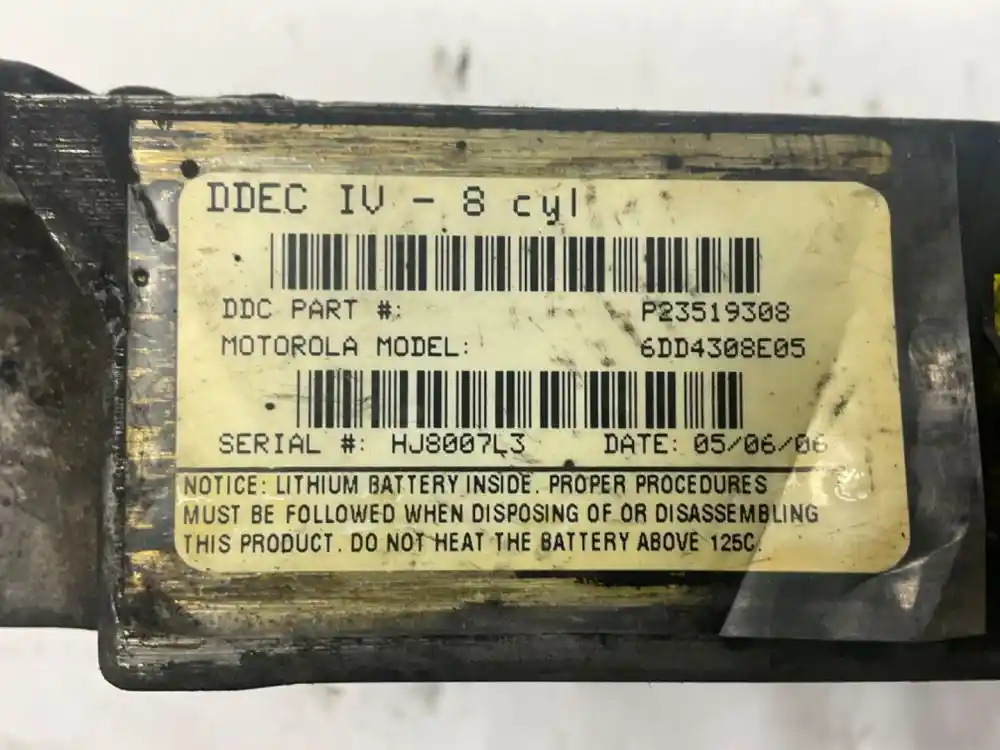 DDEC IV - 8 cyl
DDC PART #: P23519308
MOTOROLA MODEL: 6DD4308E05
SERIAL #: HJ8007L3 DATE: 05/06/06
NOTICE: LITHIUM BATTERY INSIDE. PROPER PROCEDURES
MUST BE FOLLOWED WHEN DISPOSING OF OR DISASSEMBLING
THIS PRODUCT. DO NOT HEAT THE BATTERY ABOVE 125C.